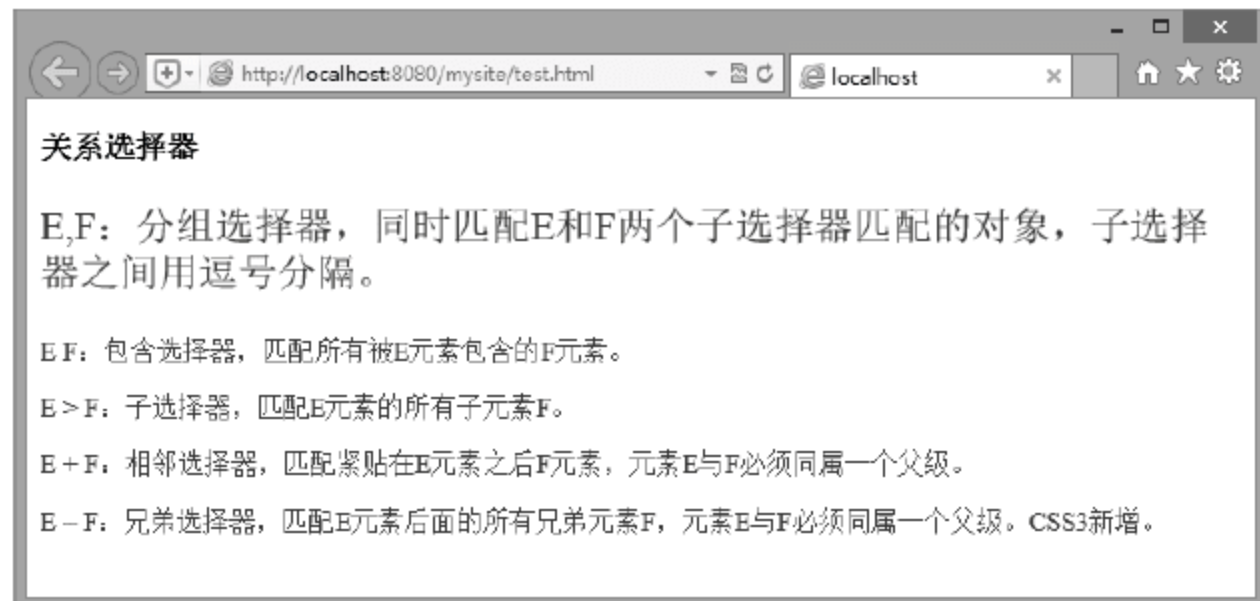 http://localhost:8080/mysite/test.html
localhost
关系选择器
E,F：分组选择器，同时匹配E和F两个子选择器匹配的对象，子选择
器之间用逗号分隔。
E F：包含选择器，匹配所有被E元素包含的F元素。
E>F：子选择器，匹配E元素的所有子元素F。
E+F：相邻选择器，匹配紧贴在E元素之后F元素，元素E与F必须同属一个父级。
E–F：兄弟选择器，匹配E元素后面的所有兄弟元素F，元素E与F必须同属一个父级。CSS3新增。